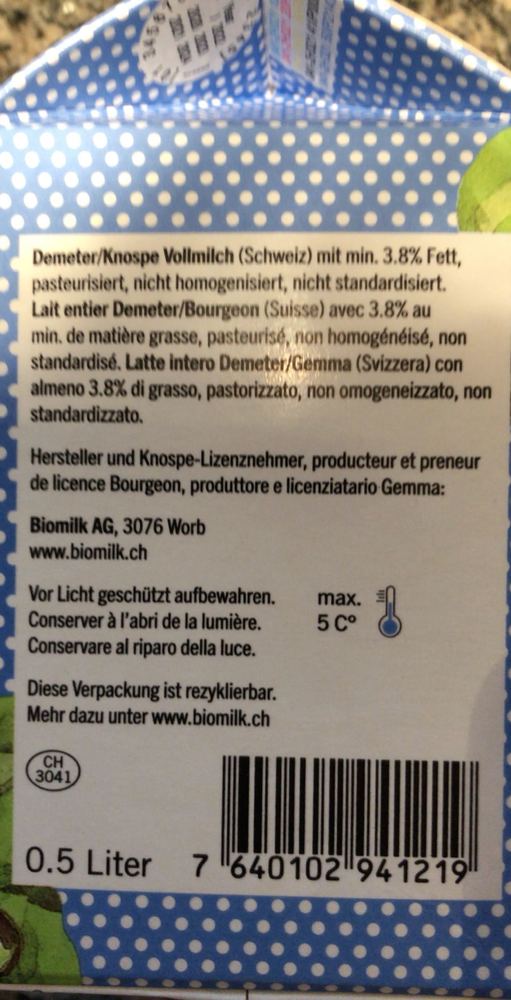 Demeter/Knospe Vollmilch (Schweiz) mit min. 3.8% Fett,
pasteurisiert, nicht homogenisiert, nicht standardisiert.
Lait entier Demeter/Bourgeon (Suisse) avec 3.8% au
min. de matière grasse, pasteurisé, non homogénéisé, non
standardisé. Latte intero Demeter/Gemma (Svizzera) con
almeno 3.8% di grasso, pastorizzato, non omogeneizzato, non
standardizzato.
Hersteller und Knospe-Lizenznehmer, producteur et preneur
de licence Bourgeon, produttore e licenziatario Gemma:
Biomilk AG, 3076 Worb
www.biomilk.ch
Vor Licht geschützt aufbewahren.
Conserver à l'abri de la lumière.
Conservare al riparo della luce.
max.
5 C°
Diese Verpackung ist rezyklierbar.
Mehr dazu unter www.biomilk.ch
CH
3041
0.5 Liter
7 640102 941219